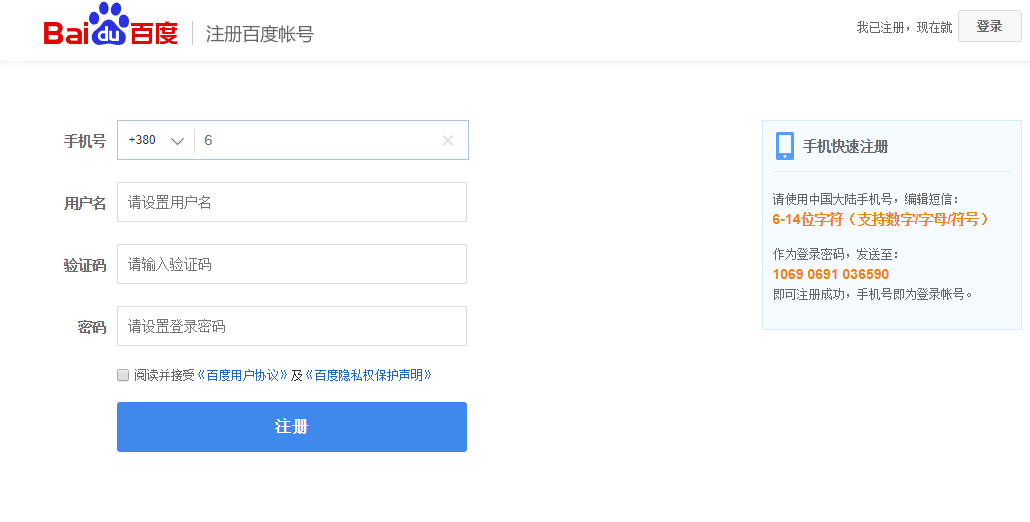 Bai du 百度 注册百度帐号
我已注册，现在就 登录
手机号 +380 6
用户名 请设置用户名
验证码 请输入验证码
密码 请设置登录密码
阅读并接受《百度用户协议》及《百度隐私权保护声明》
注册
手机快速注册
请使用中国大陆手机号，编辑短信：
6-14位字符（支持数字/字母/符号）
作为登录密码，发送至：
1069 0691 036590
即可注册成功，手机号即为登录帐号。